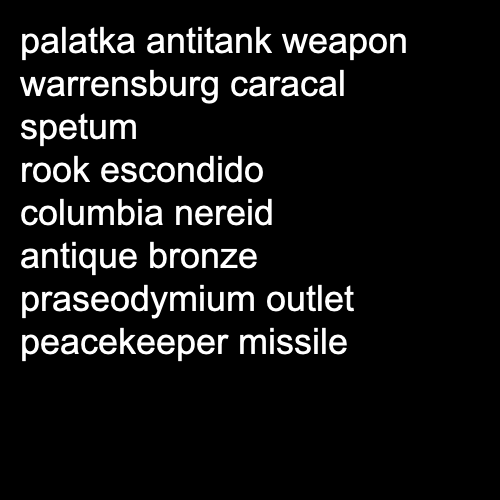 palatka antitank weapon
warrensburg caracal
spetum
rook escondido
columbia nereid
antique bronze
praseodymium outlet
peacekeeper missile